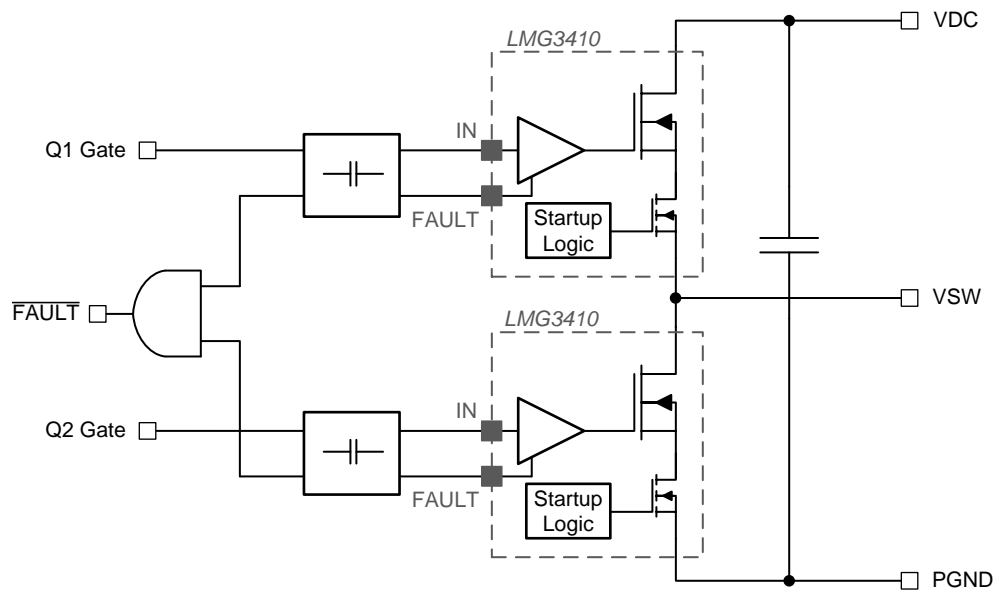 LMG3410
VDC
IN
Q1 Gate
FAULT
Startup
Logic
FAULT
VSW
LMG3410
IN
Q2 Gate
FAULT
Startup
Logic
PGND